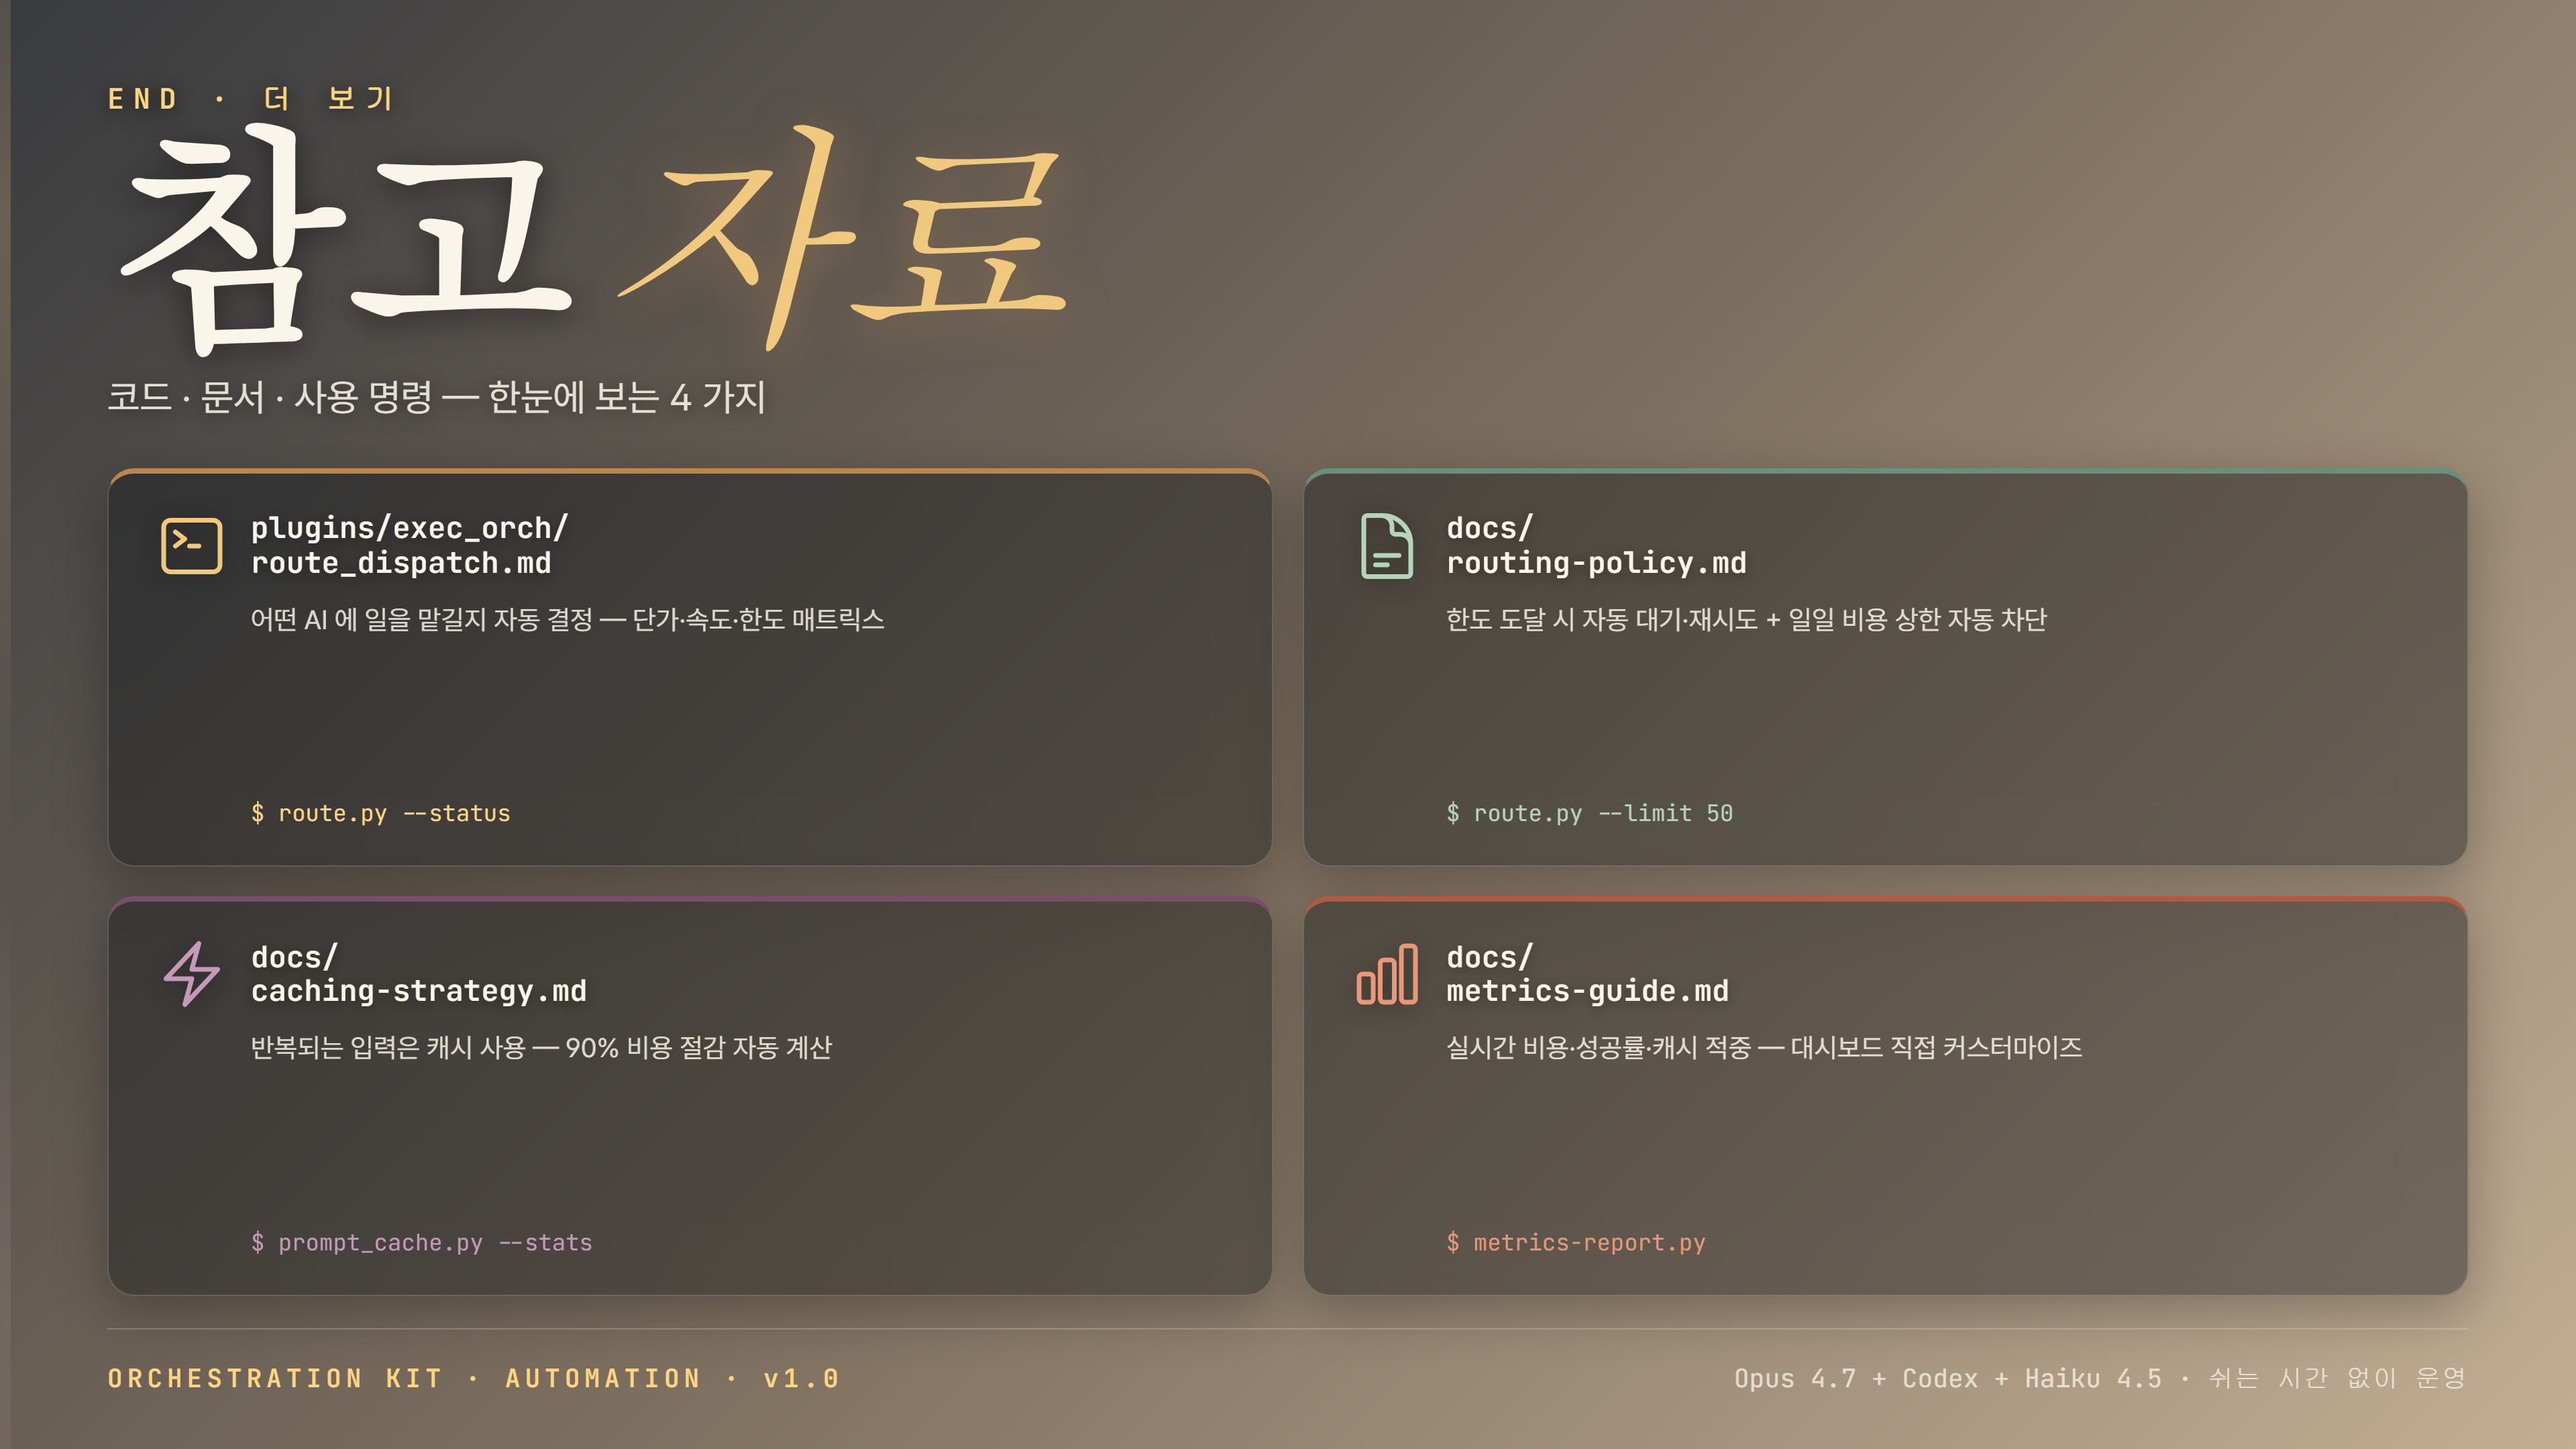 END · 더 보기
참고 자료
코드 · 문서 · 사용 명령 — 한눈에 보는 4 가지
plugins/exec_orch/
route_dispatch.md
어떤 AI 에 일을 맡길지 자동 결정 — 단가·속도·한도 매트릭스
$ route.py --status
docs/
routing-policy.md
한도 도달 시 자동 대기·재시도 + 일일 비용 상한 자동 차단
$ route.py --limit 50
docs/
caching-strategy.md
반복되는 입력은 캐시 사용 — 90% 비용 절감 자동 계산
$ prompt_cache.py --stats
docs/
metrics-guide.md
실시간 비용·성공률·캐시 적중 — 대시보드 직접 커스터마이즈
$ metrics-report.py
ORCHESTRATION KIT · AUTOMATION · v1.0
Opus 4.7 + Codex + Haiku 4.5 · 쉬는 시간 없이 운영